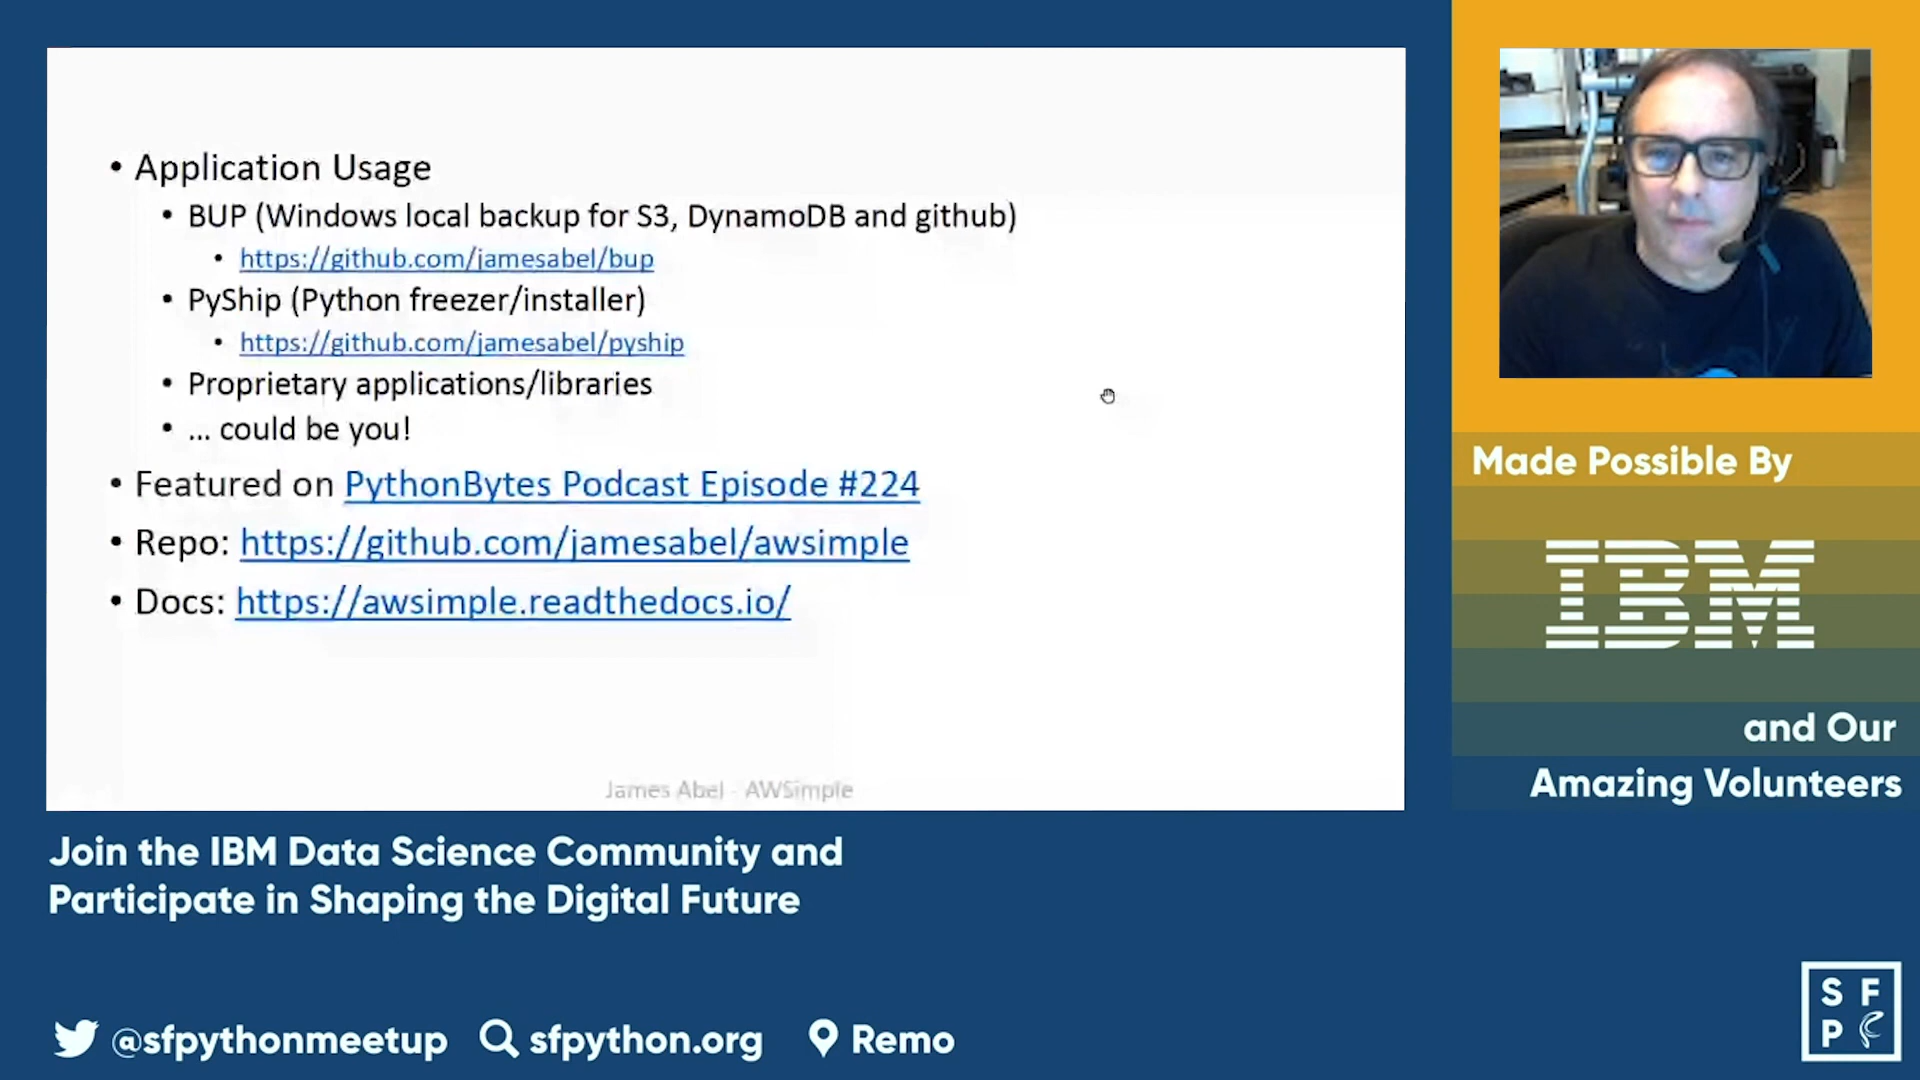 • Application Usage
• BUP (Windows local backup for S3, DynamoDB and github)
• https://github.com/jamesabel/bup
• PyShip (Python freezer/installer)
• https://github.com/jamesabel/pyship
• Proprietary applications/libraries
• ... could be you!
• Featured on PythonBytes Podcast Episode #224
• Repo: https://github.com/jamesabel/awsimple
• Docs: https://awsimple.readthedocs.io/
James Abel - AWSimple
Made Possible By
IBM
and Our
Amazing Volunteers
Join the IBM Data Science Community and
Participate in Shaping the Digital Future
@sfpythonmeetup sfpython.org Remo
S F
P